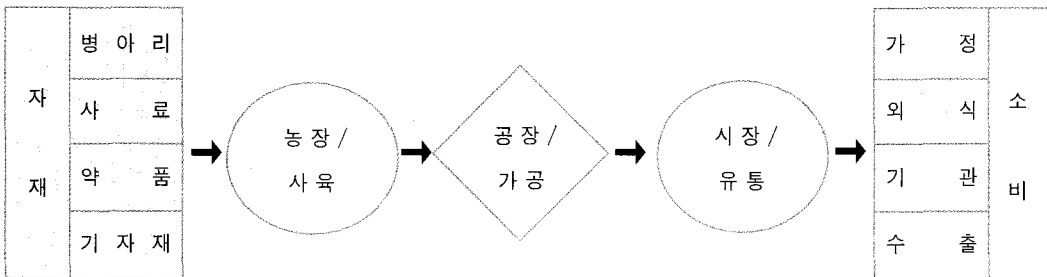 자재
병아리
사료
약품
기자재
농장/
사육
공장/
가공
시장/
유통
가정
외식
기관
수출
소비